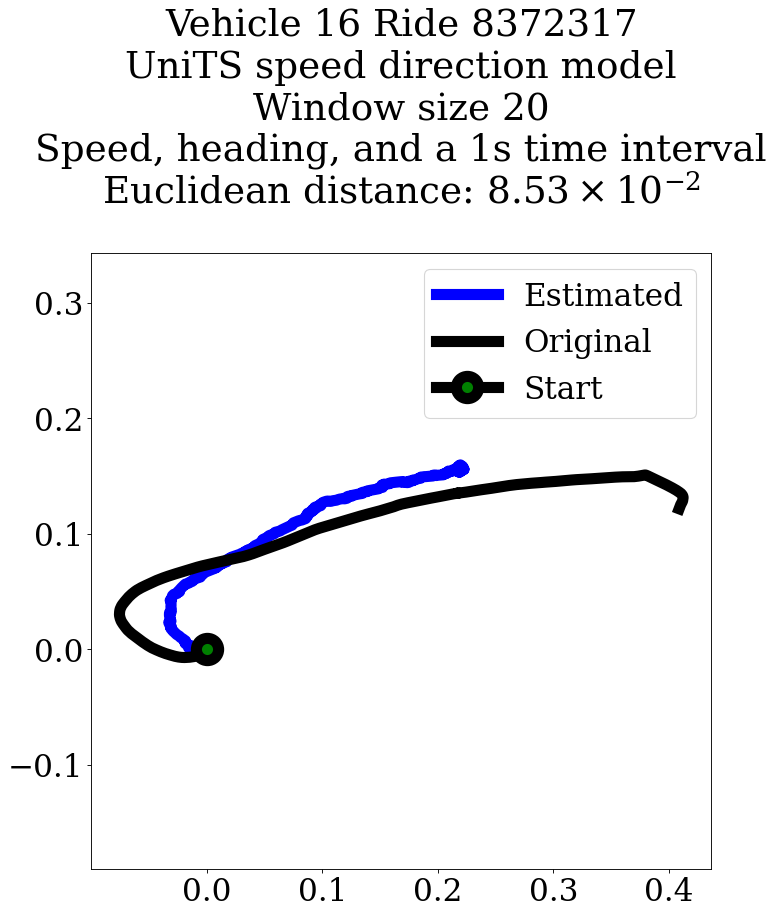 Vehicle 16 Ride 8372317
UniTS speed direction model
Window size 20
Speed, heading, and a 1s time interval
Euclidean distance: 8.53 × 10⁻²
Estimated
Original
Start
0.3
0.2
0.1
0.0
−0.1
0.0 0.1 0.2 0.3 0.4